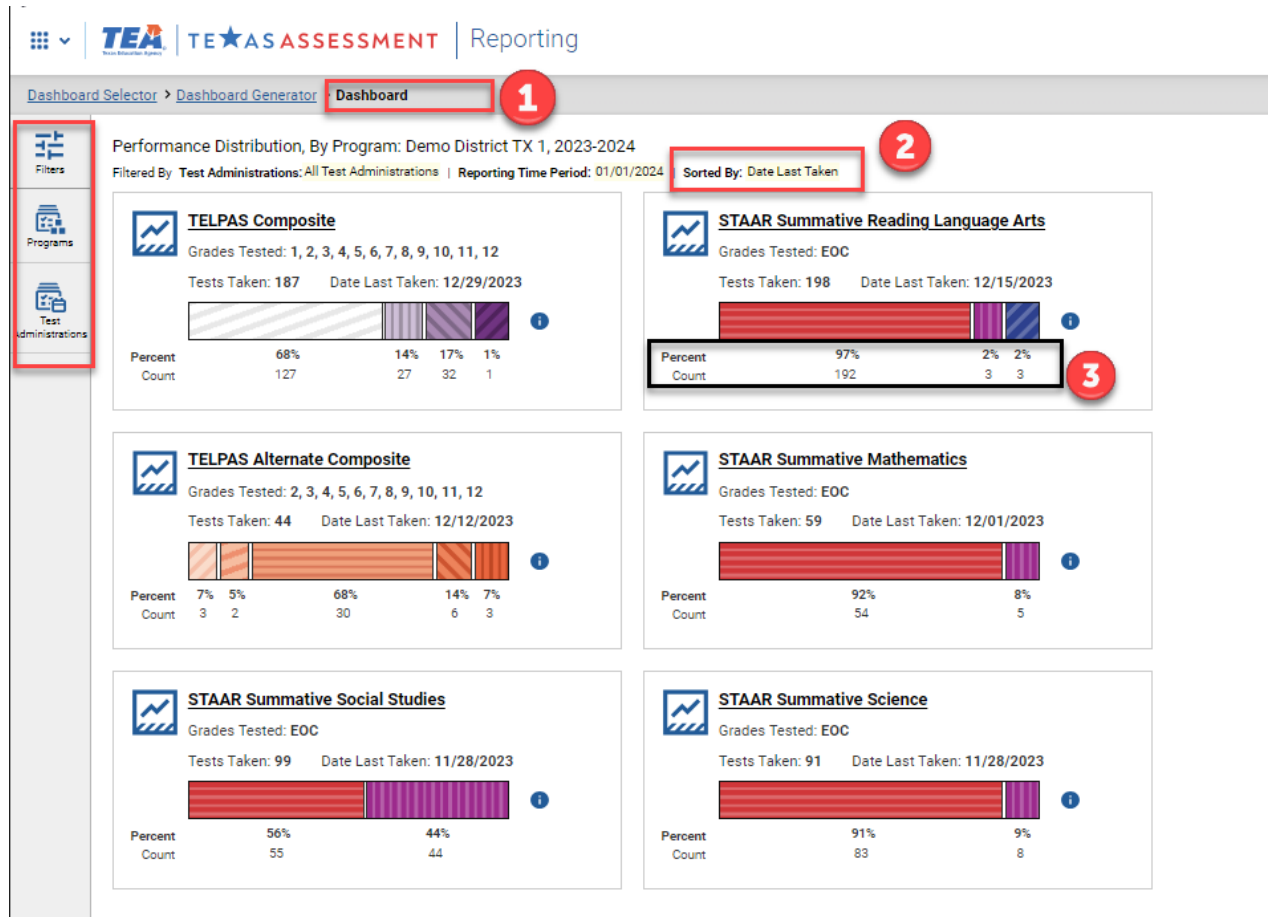 TEA
TEXAS ASSESSMENT
Reporting
Texas Education Agency
Dashboard Selector > Dashboard Generator > Dashboard
1
Filters
Programs
Test
Administrations
Performance Distribution, By Program: Demo District TX 1, 2023-2024
2
Filtered By Test Administrations: All Test Administrations | Reporting Time Period: 01/01/2024 | Sorted By: Date Last Taken
TELPAS Composite
Grades Tested: 1, 2, 3, 4, 5, 6, 7, 8, 9, 10, 11, 12
Tests Taken: 187 Date Last Taken: 12/29/2023
Percent 68% 14% 17% 1%
Count 127 27 32 1
STAAR Summative Reading Language Arts
Grades Tested: EOC
Tests Taken: 198 Date Last Taken: 12/15/2023
Percent 97% 2% 2%
Count 192 3 3
3
TELPAS Alternate Composite
Grades Tested: 2, 3, 4, 5, 6, 7, 8, 9, 10, 11, 12
Tests Taken: 44 Date Last Taken: 12/12/2023
Percent 7% 5% 68% 14% 7%
Count 3 2 30 6 3
STAAR Summative Mathematics
Grades Tested: EOC
Tests Taken: 59 Date Last Taken: 12/01/2023
Percent 92% 8%
Count 54 5
STAAR Summative Social Studies
Grades Tested: EOC
Tests Taken: 99 Date Last Taken: 11/28/2023
Percent 56% 44%
Count 55 44
STAAR Summative Science
Grades Tested: EOC
Tests Taken: 91 Date Last Taken: 11/28/2023
Percent 91% 9%
Count 83 8